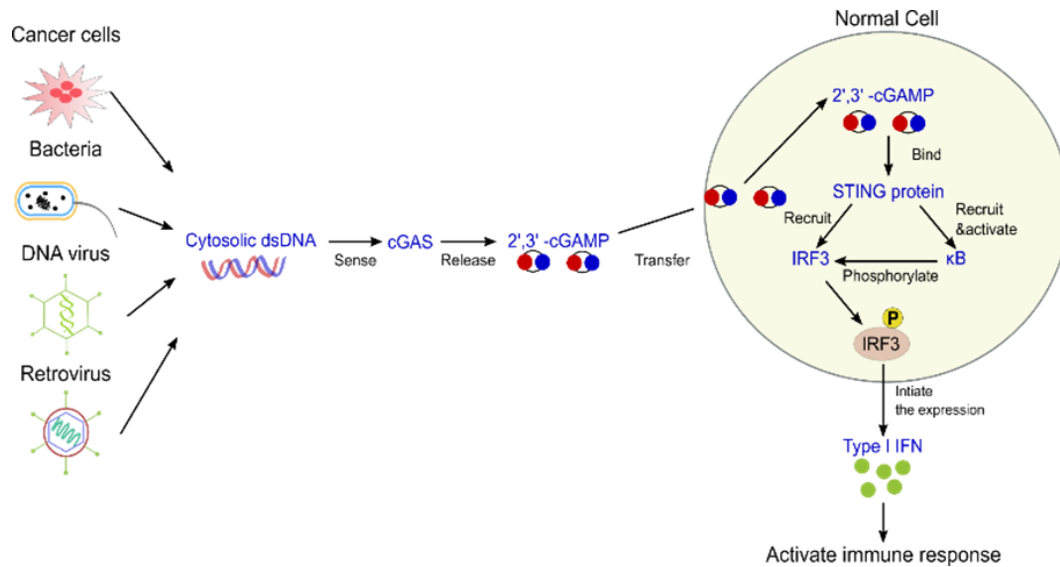 Cancer cells
Bacteria
DNA virus
Retrovirus
Cytosolic dsDNA
Sense
cGAS
Release
2',3' -cGAMP
Transfer
Normal Cell
2',3' -cGAMP
Bind
STING protein
Recruit
Recruit
&activate
IRF3
Phosphorylate
κB
P
IRF3
Intiate
the expression
Type I IFN
Activate immune response